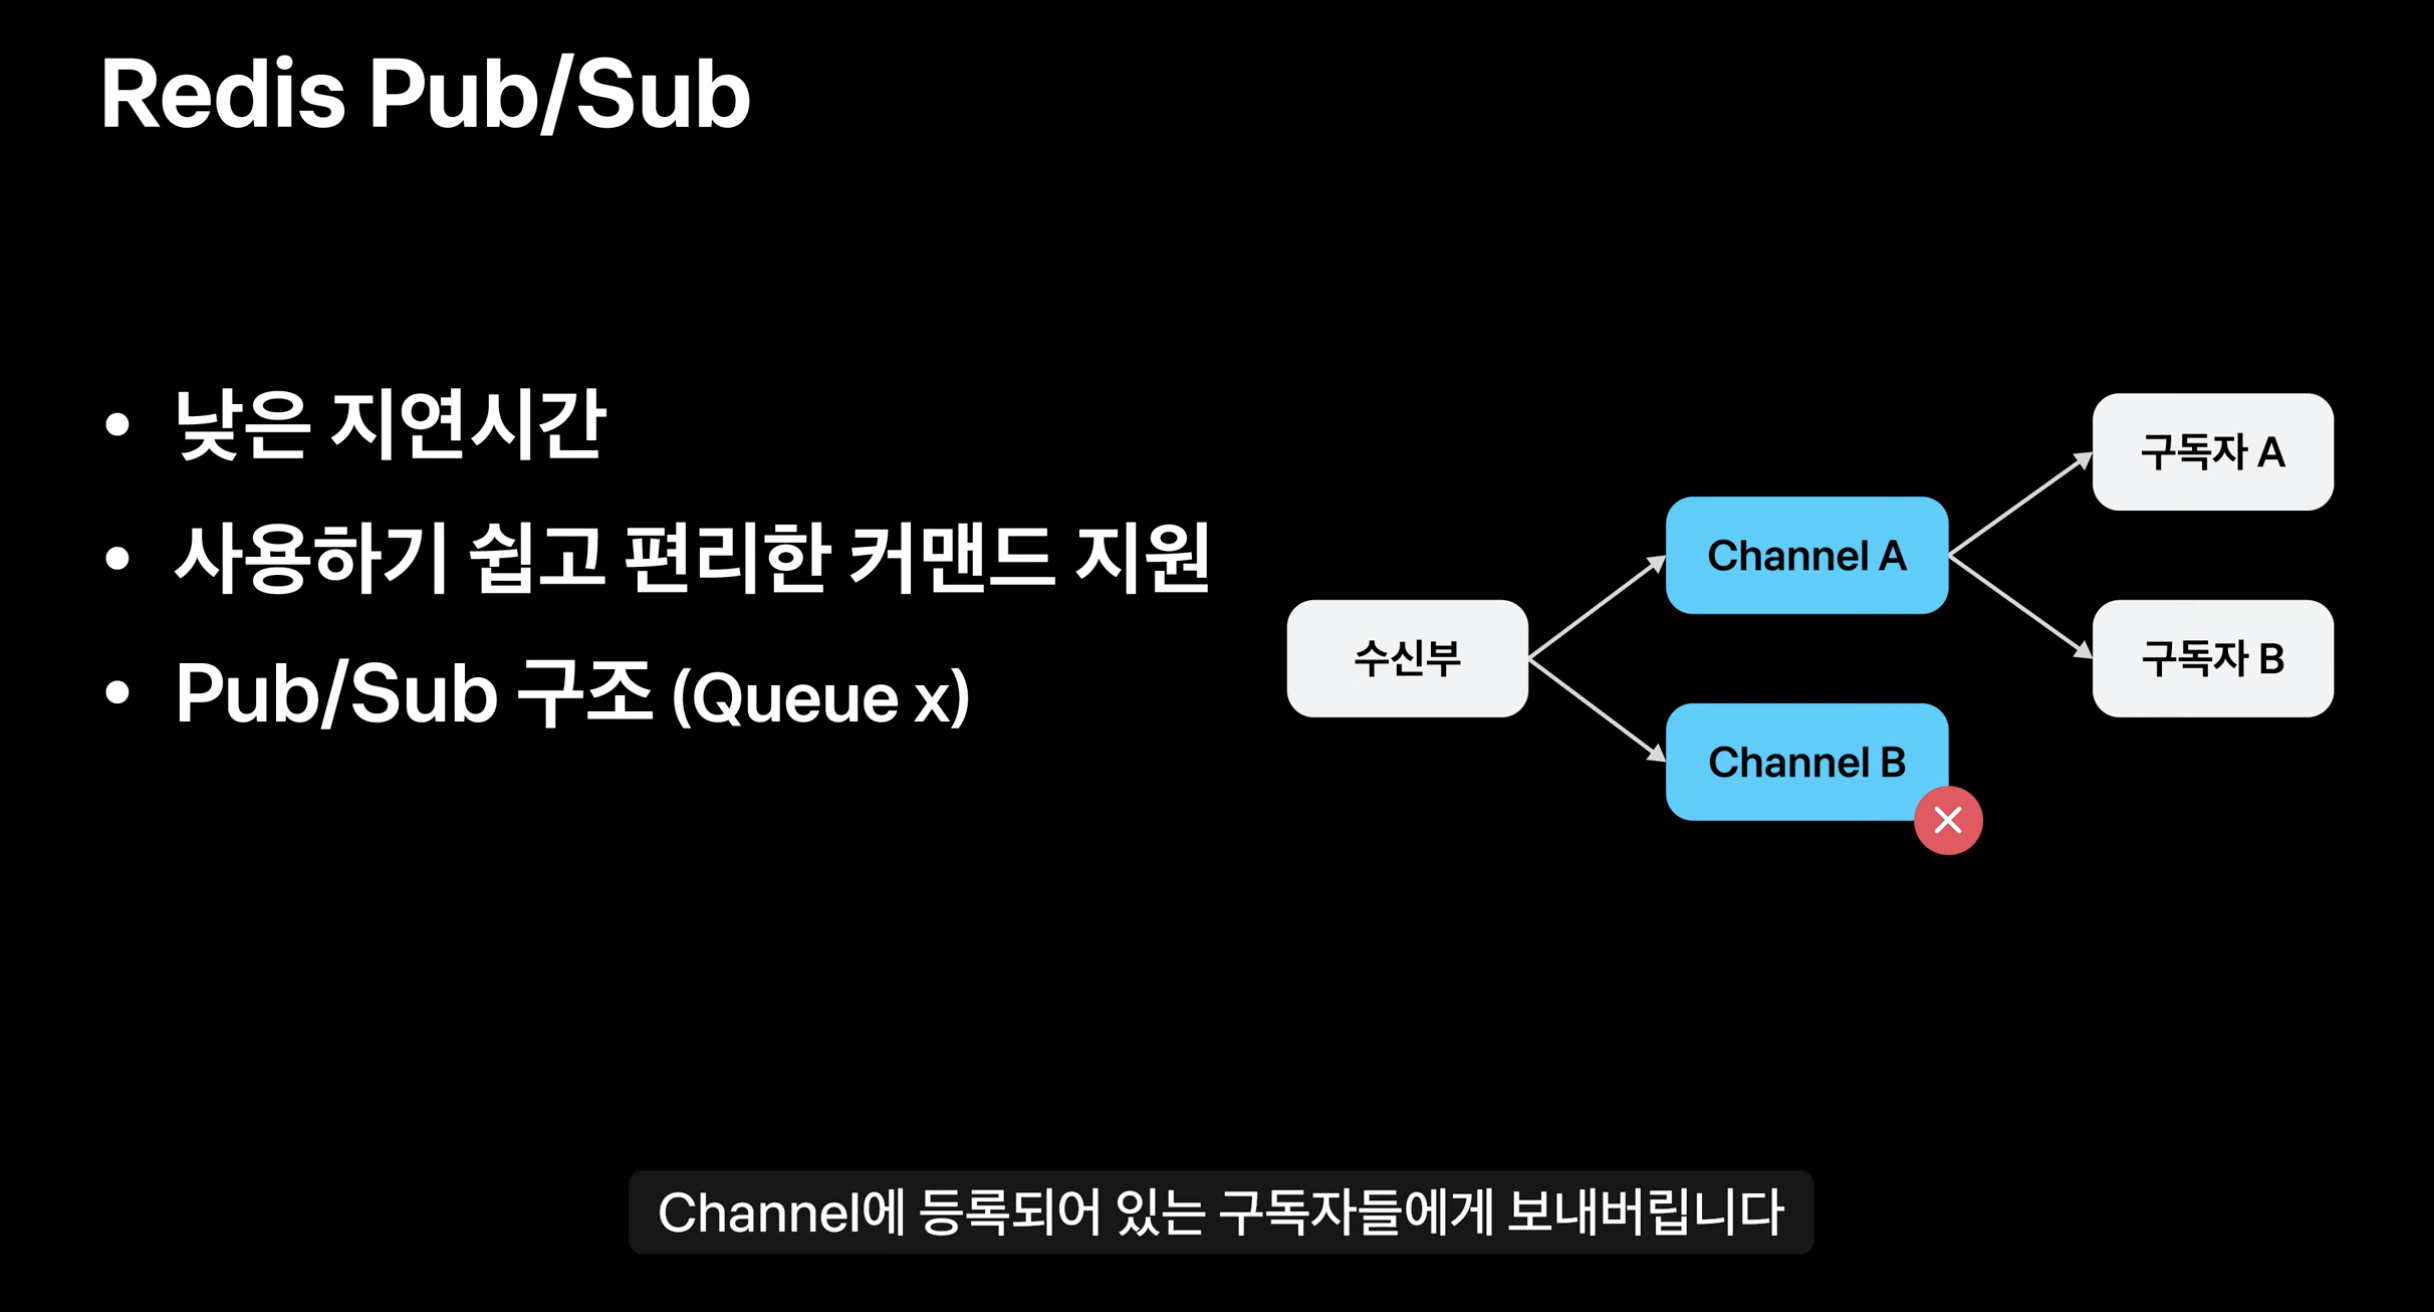 Redis Pub/Sub
• 낮은 지연시간
• 사용하기 쉽고 편리한 커맨드 지원
• Pub/Sub 구조 (Queue x)
수신부
Channel A
Channel B
구독자 A
구독자 B
Channel에 등록되어 있는 구독자들에게 보내버립니다